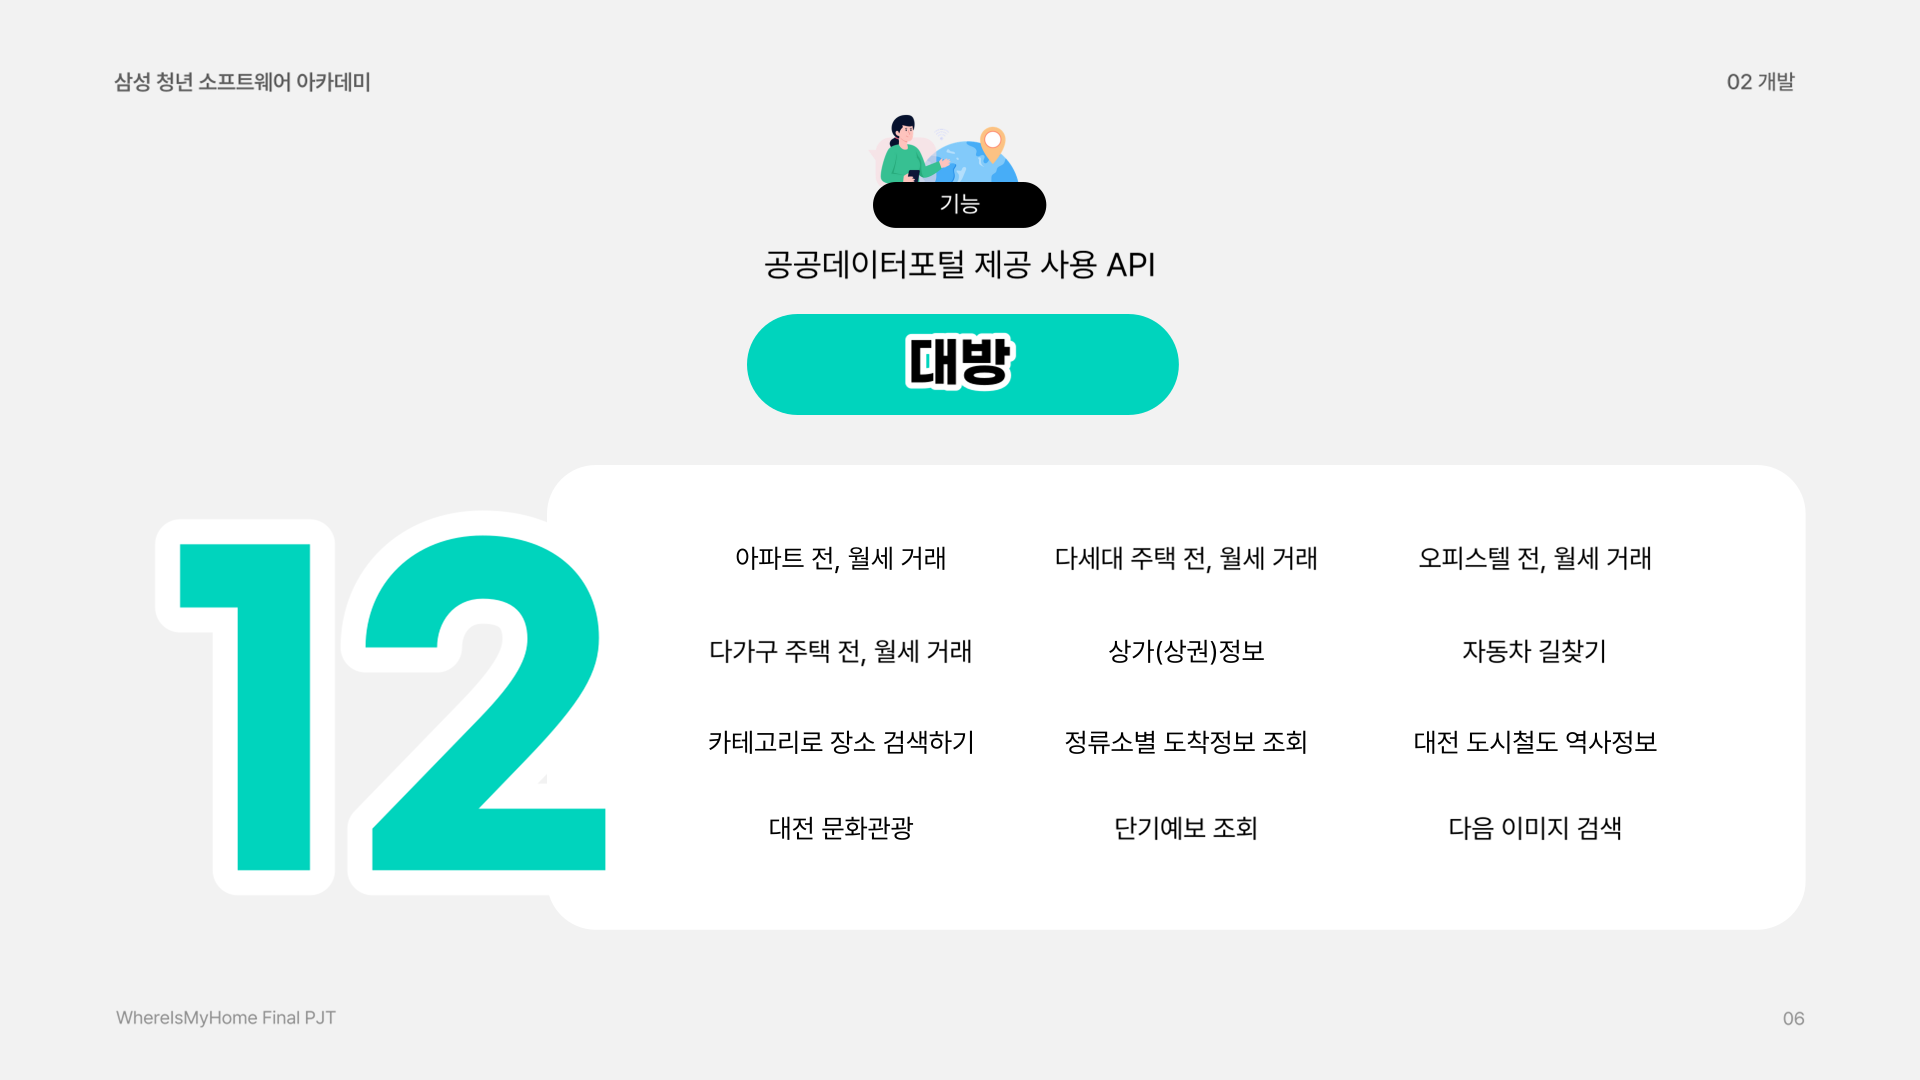 삼성 청년 소프트웨어 아카데미
02 개발
기능
공공데이터포털 제공 사용 API
대방
12
아파트 전, 월세 거래
다세대 주택 전, 월세 거래
오피스텔 전, 월세 거래
다가구 주택 전, 월세 거래
상가(상권)정보
자동차 길찾기
카테고리로 장소 검색하기
정류소별 도착정보 조회
대전 도시철도 역사정보
대전 문화관광
단기예보 조회
다음 이미지 검색
WhereIsMyHome Final PJT
06